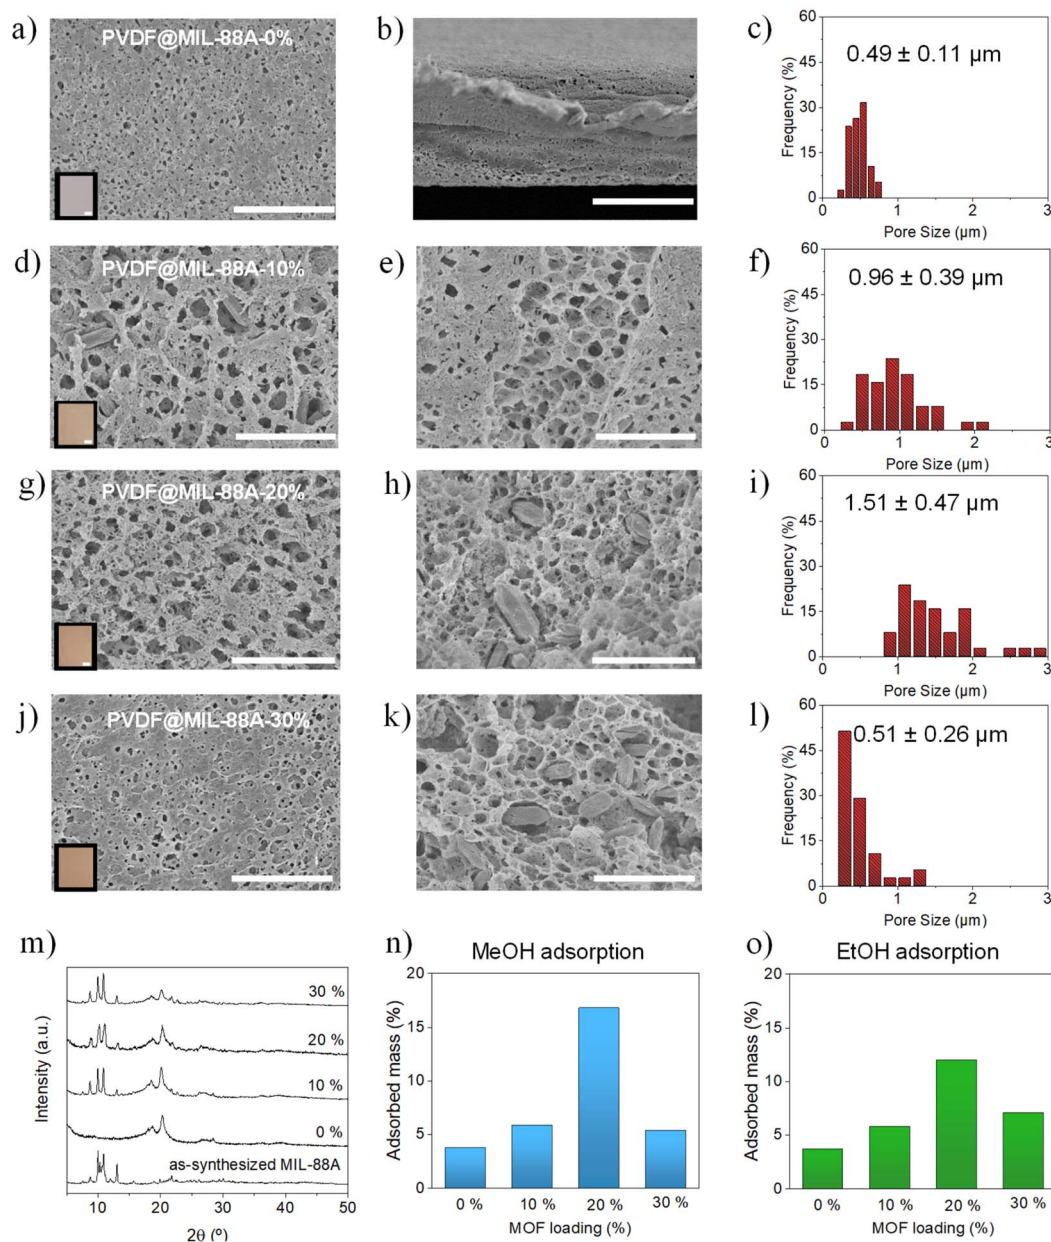 a)
PVDF@MIL-88A-0%
b)
c)
60
45
30
15
0
Frequency (%)
0.49 ± 0.11 µm
0 1 2 3
Pore Size (µm)
d)
PVDF@MIL-88A-10%
e)
f)
60
45
30
15
0
Frequency (%)
0.96 ± 0.39 µm
0 1 2 3
Pore Size (µm)
g)
PVDF@MIL-88A-20%
h)
i)
60
45
30
15
0
Frequency (%)
1.51 ± 0.47 µm
0 1 2 3
Pore Size (µm)
j)
PVDF@MIL-88A-30%
k)
l)
60
45
30
15
0
Frequency (%)
0.51 ± 0.26 µm
0 1 2 3
Pore Size (µm)
m)
Intensity (a.u.)
30 %
20 %
10 %
0 %
as-synthesized MIL-88A
10 20 30 40 50
2θ (º)
n)
MeOH adsorption
20
15
10
5
0
Adsorbed mass (%)
0 % 10 % 20 % 30 %
MOF loading (%)
o)
EtOH adsorption
20
15
10
5
0
Adsorbed mass (%)
0 % 10 % 20 % 30 %
MOF loading (%)